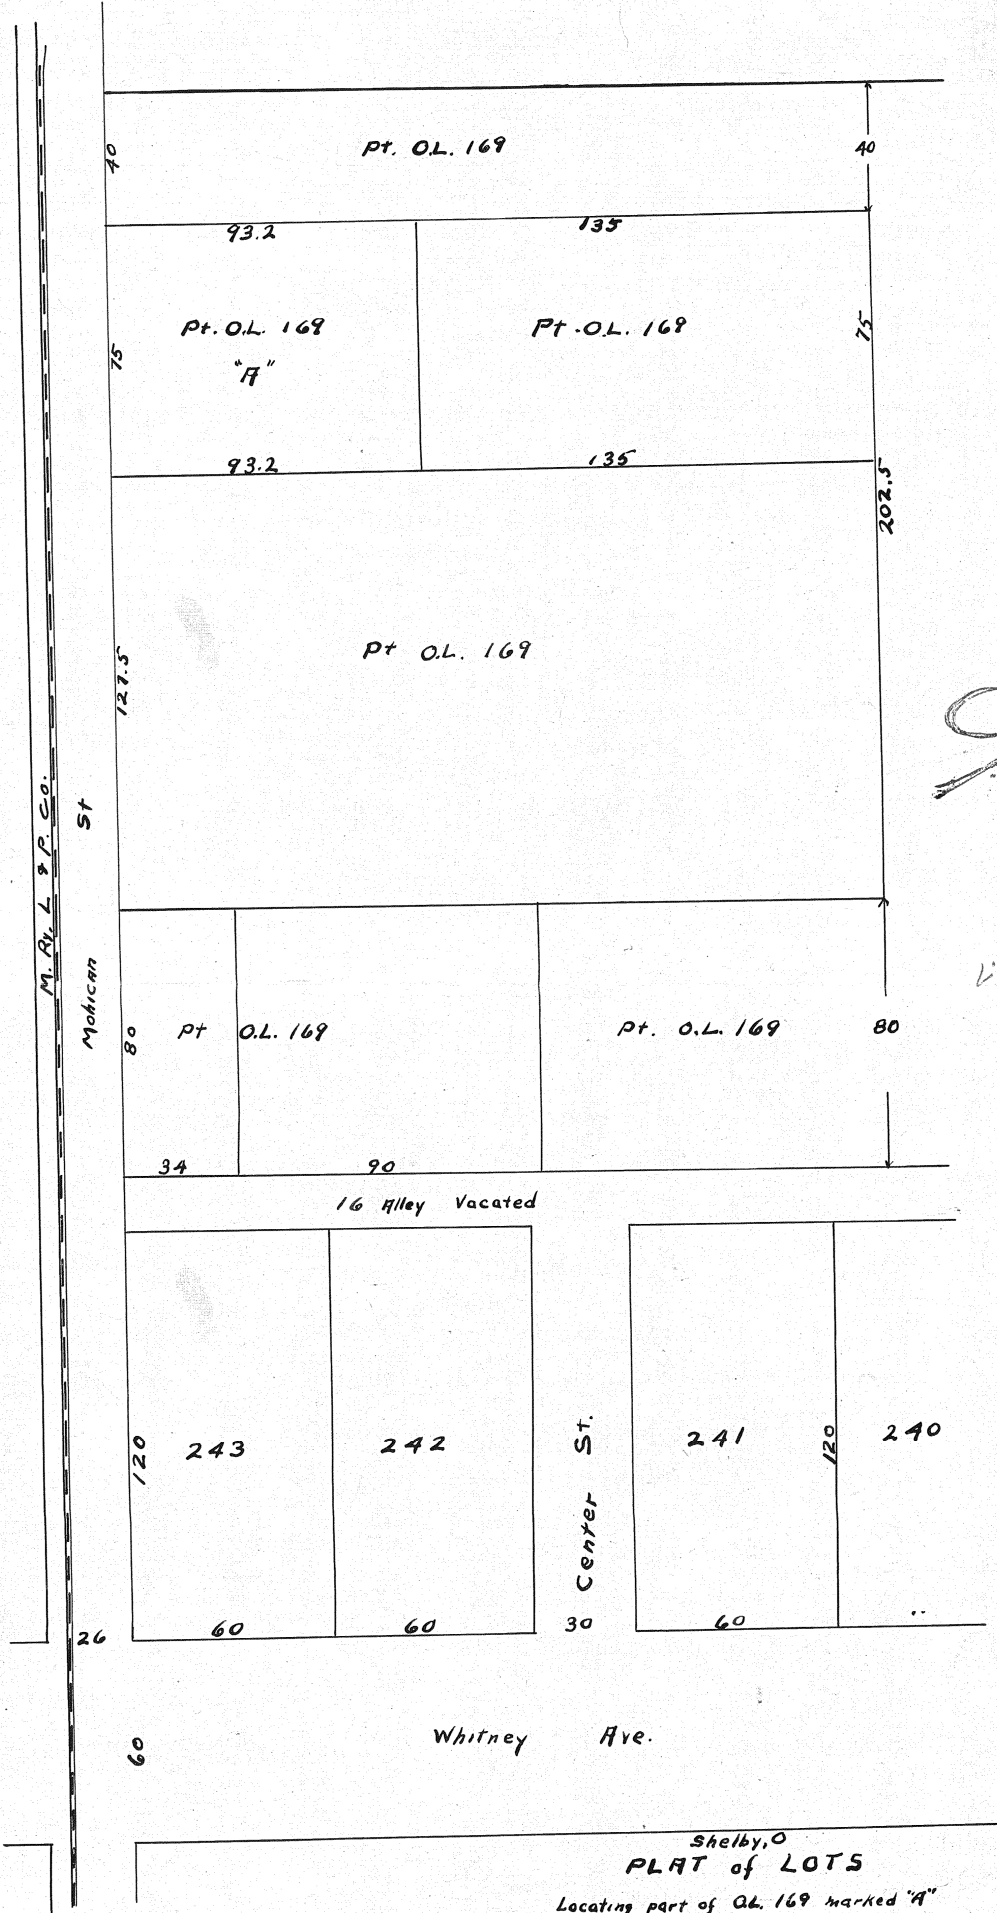 Pt. O.L. 169
40
40
93.2
135
Pt. O.L. 169
"A"
Pt. O.L. 169
75
75
93.2
135
202.5
Pt O.L. 169
127.5
M. Ry. L & P. Co.
Mohican St
80
Pt O.L. 169
Pt. O.L. 169
80
34
90
16 Alley Vacated
120
243
242
Center St.
241
120
240
26
60
60
30
60
60
Whitney Ave.
Shelby, O
PLAT of LOTS
Locating part of O.L. 169 marked "A"